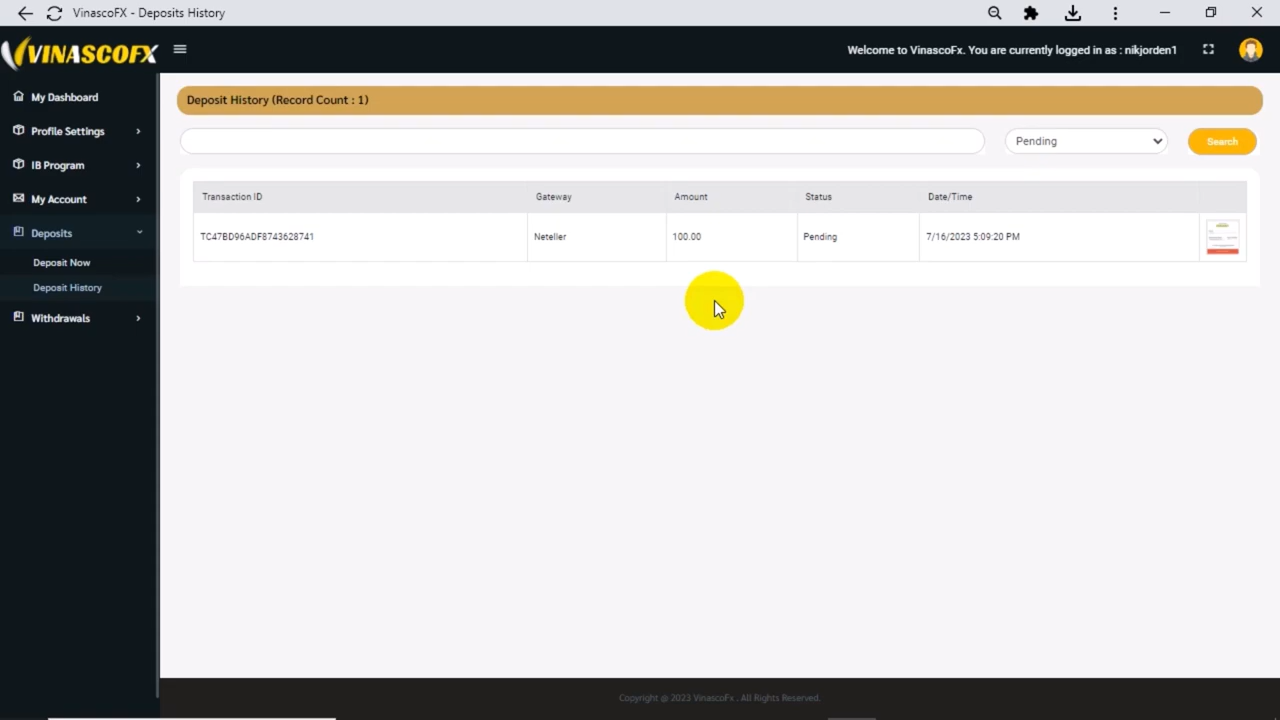 VinascoFX - Deposits History
VINASCOFX
Welcome to VinascoFx. You are currently logged in as : nikjorden1
My Dashboard
Profile Settings
IB Program
My Account
Deposits
Deposit Now
Deposit History
Withdrawals
Deposit History (Record Count : 1)
Pending
Search
Transaction ID Gateway Amount Status Date/Time
TC47BD96ADF8743628741 Neteller 100.00 Pending 7/16/2023 5:09:20 PM
Copyright @ 2023 VinascoFx . All Rights Reserved.